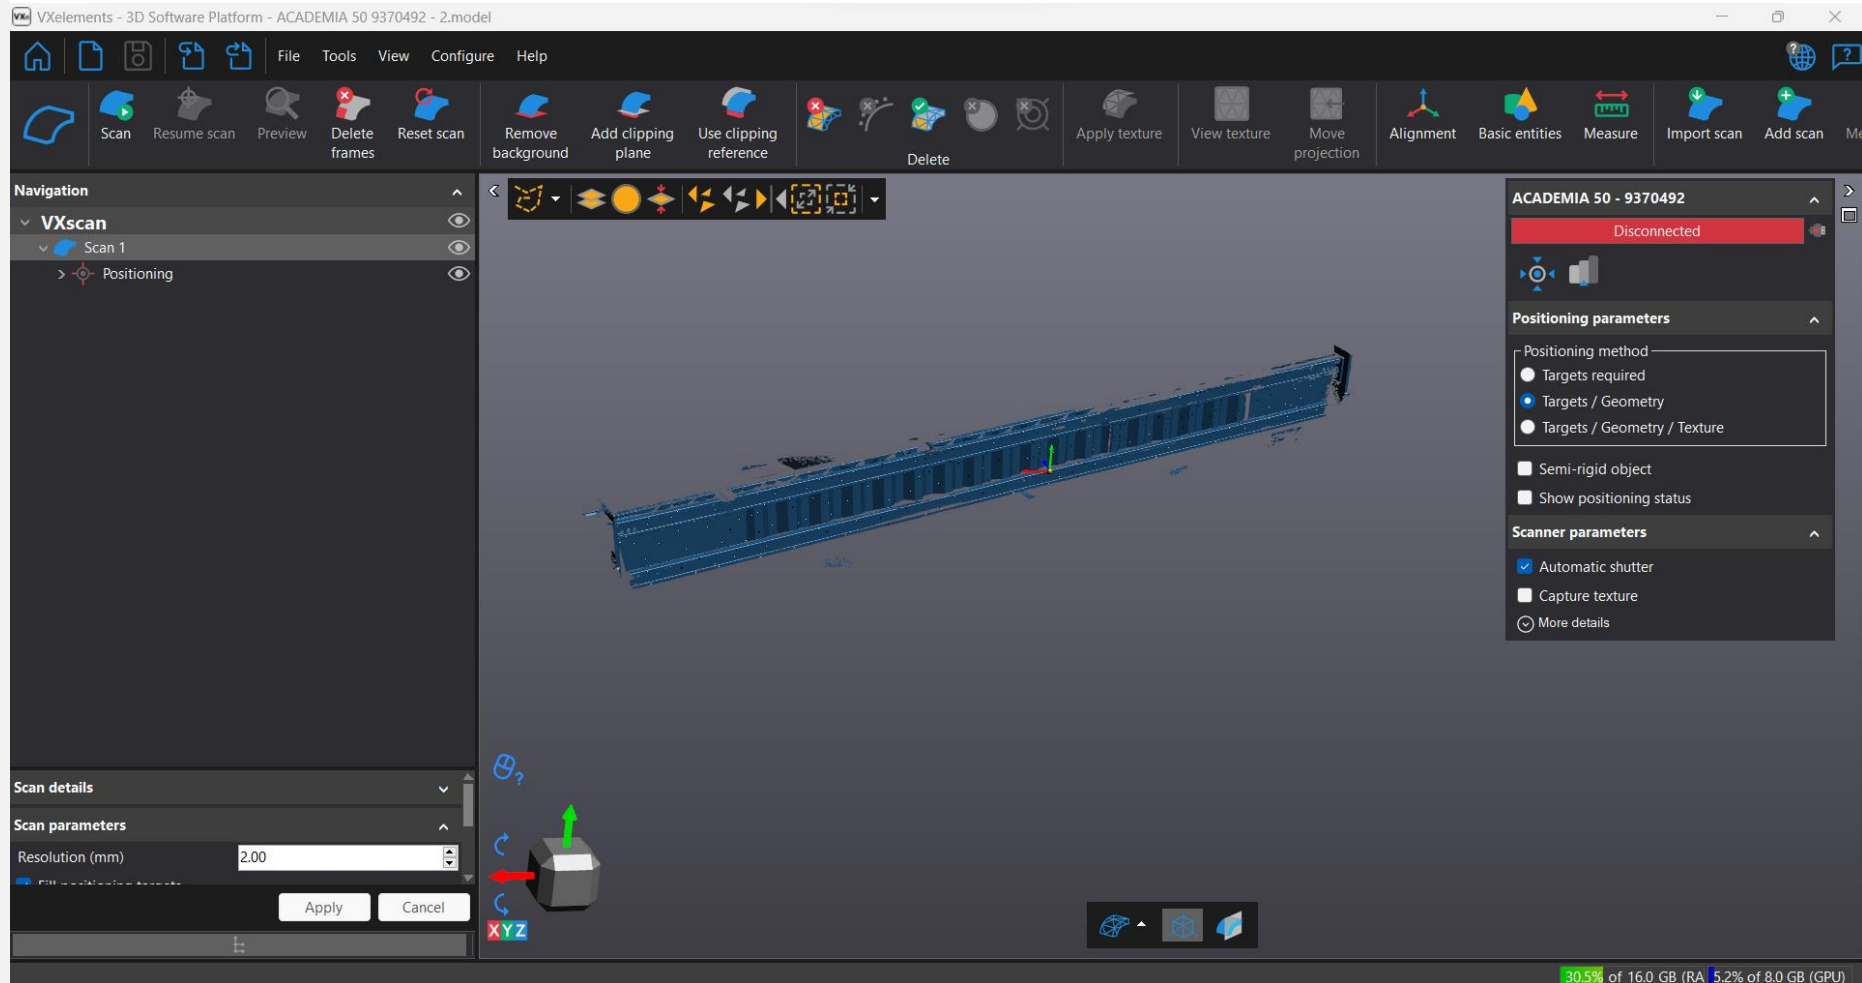 VXelements - 3D Software Platform - ACADEMIA 50 9370492 - 2.model
File Tools View Configure Help
Scan
Resume scan
Preview
Delete
frames
Reset scan
Remove
background
Add clipping
plane
Use clipping
reference
Delete
Apply texture
View texture
Move
projection
Alignment
Basic entities
Measure
Import scan
Add scan
Navigation
VXscan
Scan 1
Positioning
Scan details
Scan parameters
Resolution (mm) 2.00
Fill positioning targets
Apply Cancel
XYZ
ACADEMIA 50 - 9370492
Disconnected
Positioning parameters
Positioning method
Targets required
Targets / Geometry
Targets / Geometry / Texture
Semi-rigid object
Show positioning status
Scanner parameters
Automatic shutter
Capture texture
More details
30.5% of 16.0 GB (RA 5.2% of 8.0 GB (GPU)